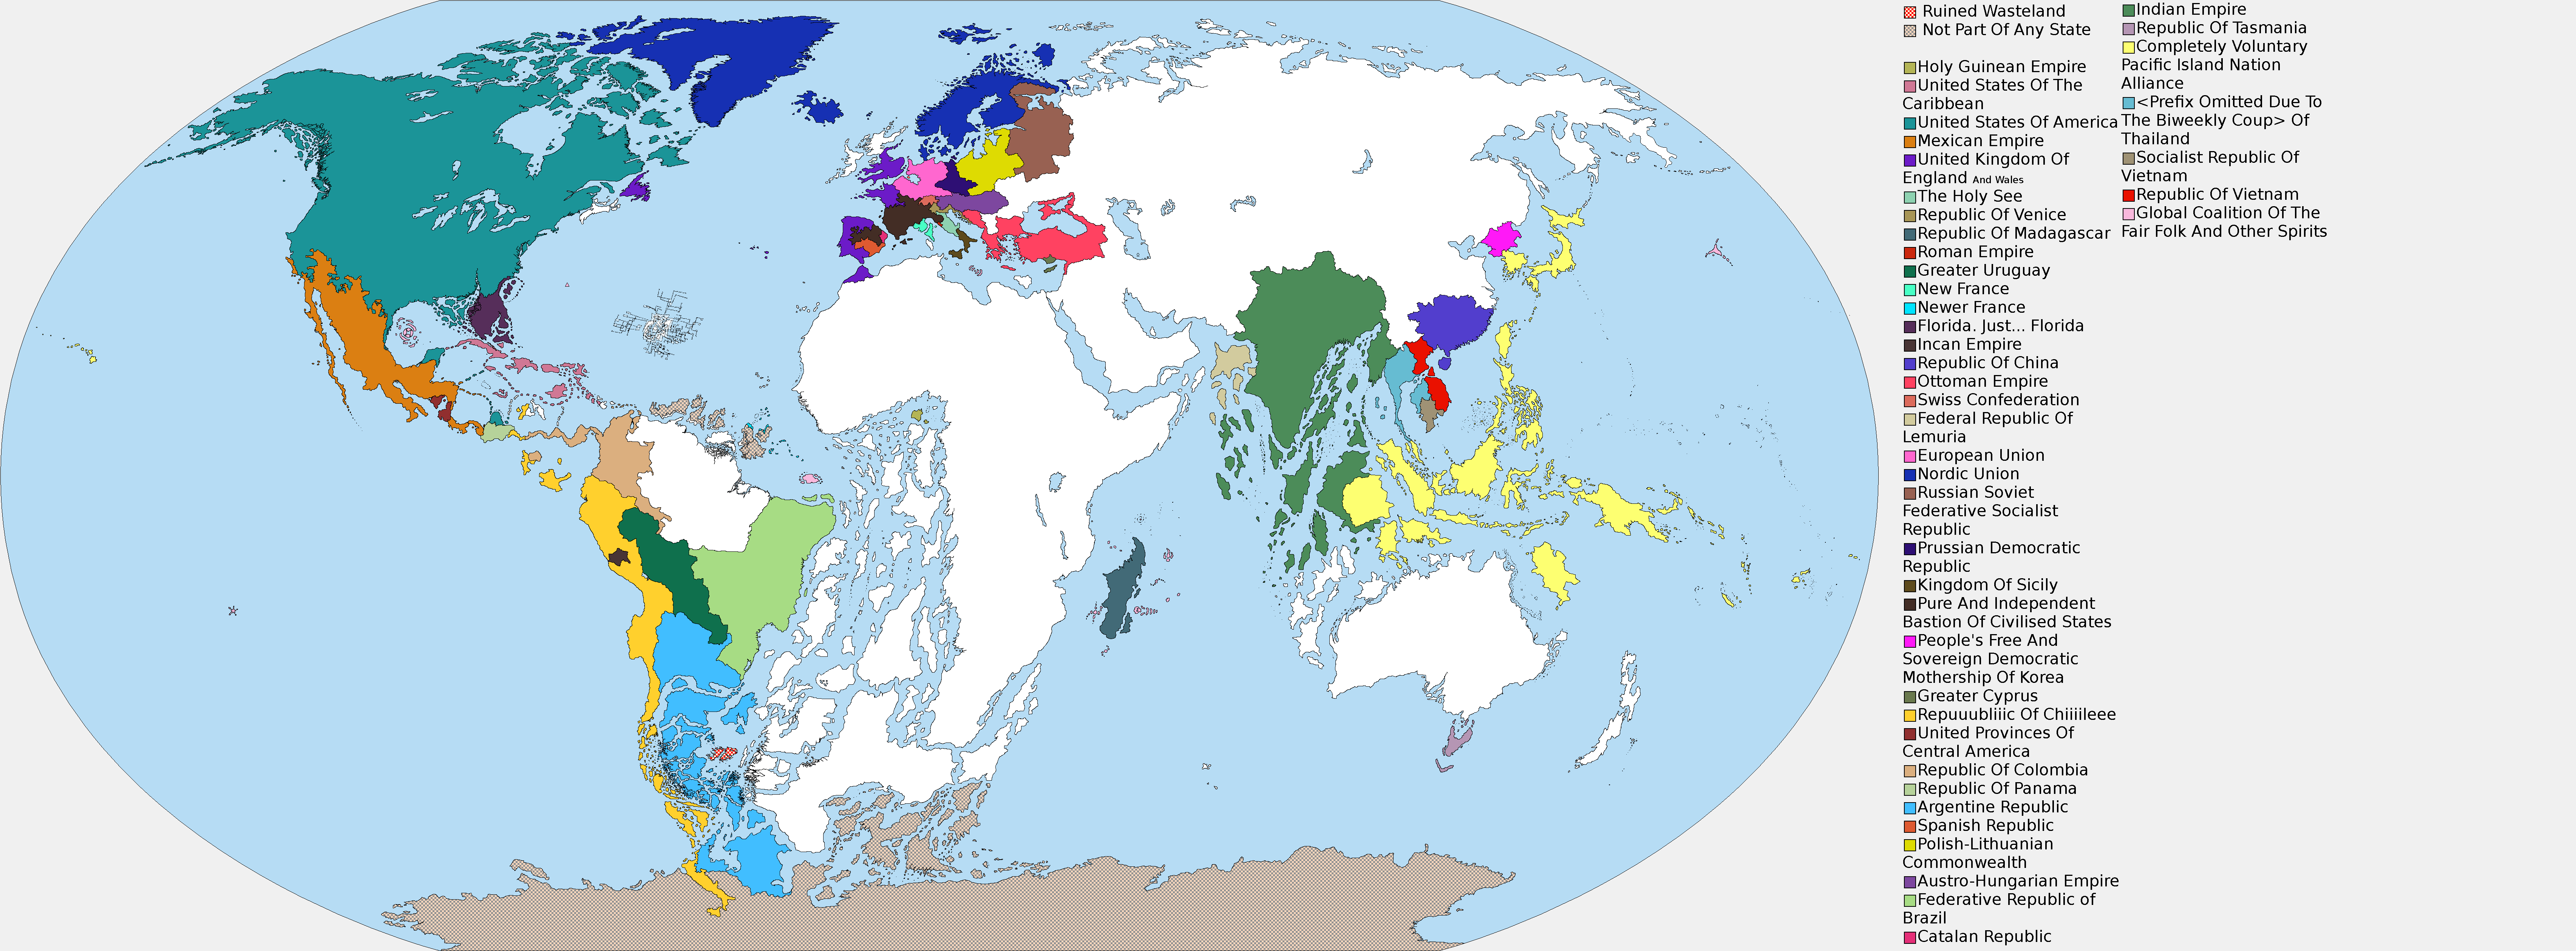 Ruined Wasteland
Not Part Of Any State
Holy Guinean Empire
United States Of The
Caribbean
United States Of America
Mexican Empire
United Kingdom Of
England And Wales
The Holy See
Republic Of Venice
Republic Of Madagascar
Roman Empire
Greater Uruguay
New France
Newer France
Florida. Just... Florida
Incan Empire
Republic Of China
Ottoman Empire
Swiss Confederation
Federal Republic Of
Lemuria
European Union
Nordic Union
Russian Soviet
Federative Socialist
Republic
Prussian Democratic
Republic
Kingdom Of Sicily
Pure And Independent
Bastion Of Civilised States
People's Free And
Sovereign Democratic
Mothership Of Korea
Greater Cyprus
Repuuubliiic Of Chiiiileeee
United Provinces Of
Central America
Republic Of Colombia
Republic Of Panama
Argentine Republic
Spanish Republic
Polish-Lithuanian
Commonwealth
Austro-Hungarian Empire
Federative Republic of
Brazil
Catalan Republic
Indian Empire
Republic Of Tasmania
Completely Voluntary
Pacific Island Nation
Alliance
<Prefix Omitted Due To
The Biweekly Coup> Of
Thailand
Socialist Republic Of
Vietnam
Republic Of Vietnam
Global Coalition Of The
Fair Folk And Other Spirits